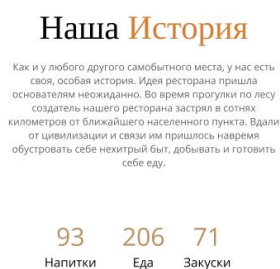 Наша История
Как и у любого другого самобытного места, у нас есть
своя, особая история. Идея ресторана пришла
основателям неожиданно. Во время прогулки по лесу
создатель нашего ресторана застрял в сотнях
километров от ближайшего населенного пункта. Вдали
от цивилизации и связи им пришлось навремя
обустровать себе нехитрый быт, добывать и готовить
себе еду.
93 206 71
Напитки Еда Закуски